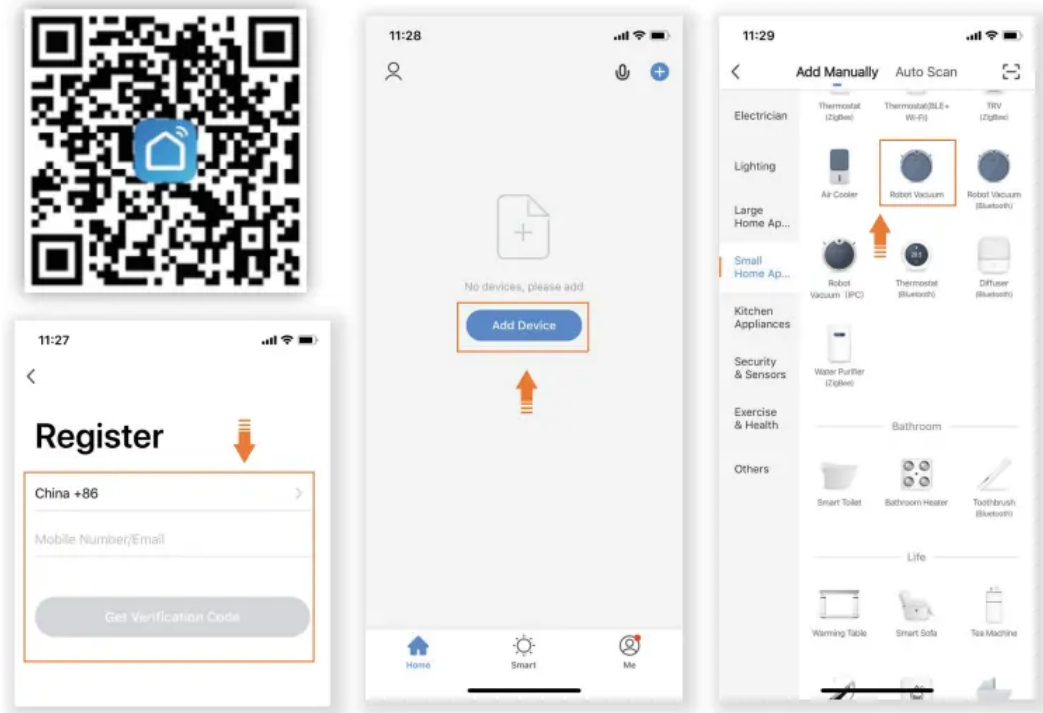 11:27
Register
China +86
Mobile Number/Email
Get Verification Code
11:28
No devices, please add
Add Device
Home
Smart
Me
11:29
Add Manually
Auto Scan
Electrician
Lighting
Large
Home Ap...
Small
Home Ap...
Kitchen
Appliances
Security
& Sensors
Exercise
& Health
Others
Thermostat
(ZigBee)
Thermostat(BLE+
Wi-Fi)
TRV
(ZigBee)
Air Cooler
Robot Vacuum
Robot Vacuum
(Bluetooth)
Robot
Vacuum (IPC)
Thermostat
(Bluetooth)
Diffuser
(Bluetooth)
Water Purifier
(ZigBee)
Bathroom
Smart Toilet
Bathroom Heater
Toothbrush
(Bluetooth)
Life
Warming Table
Smart Sofa
Tea Machine